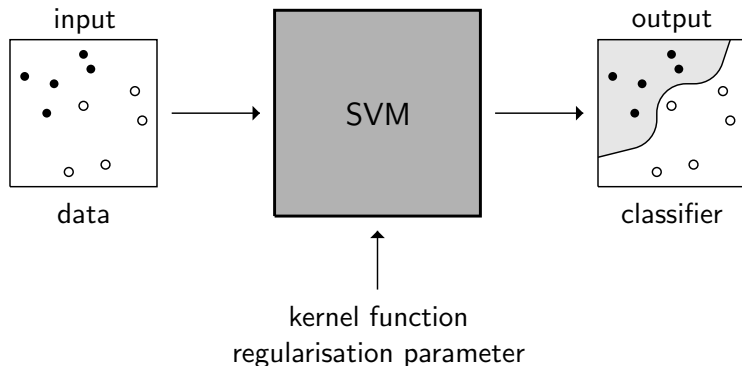 input
data
SVM
kernel function
regularisation parameter
output
classifier